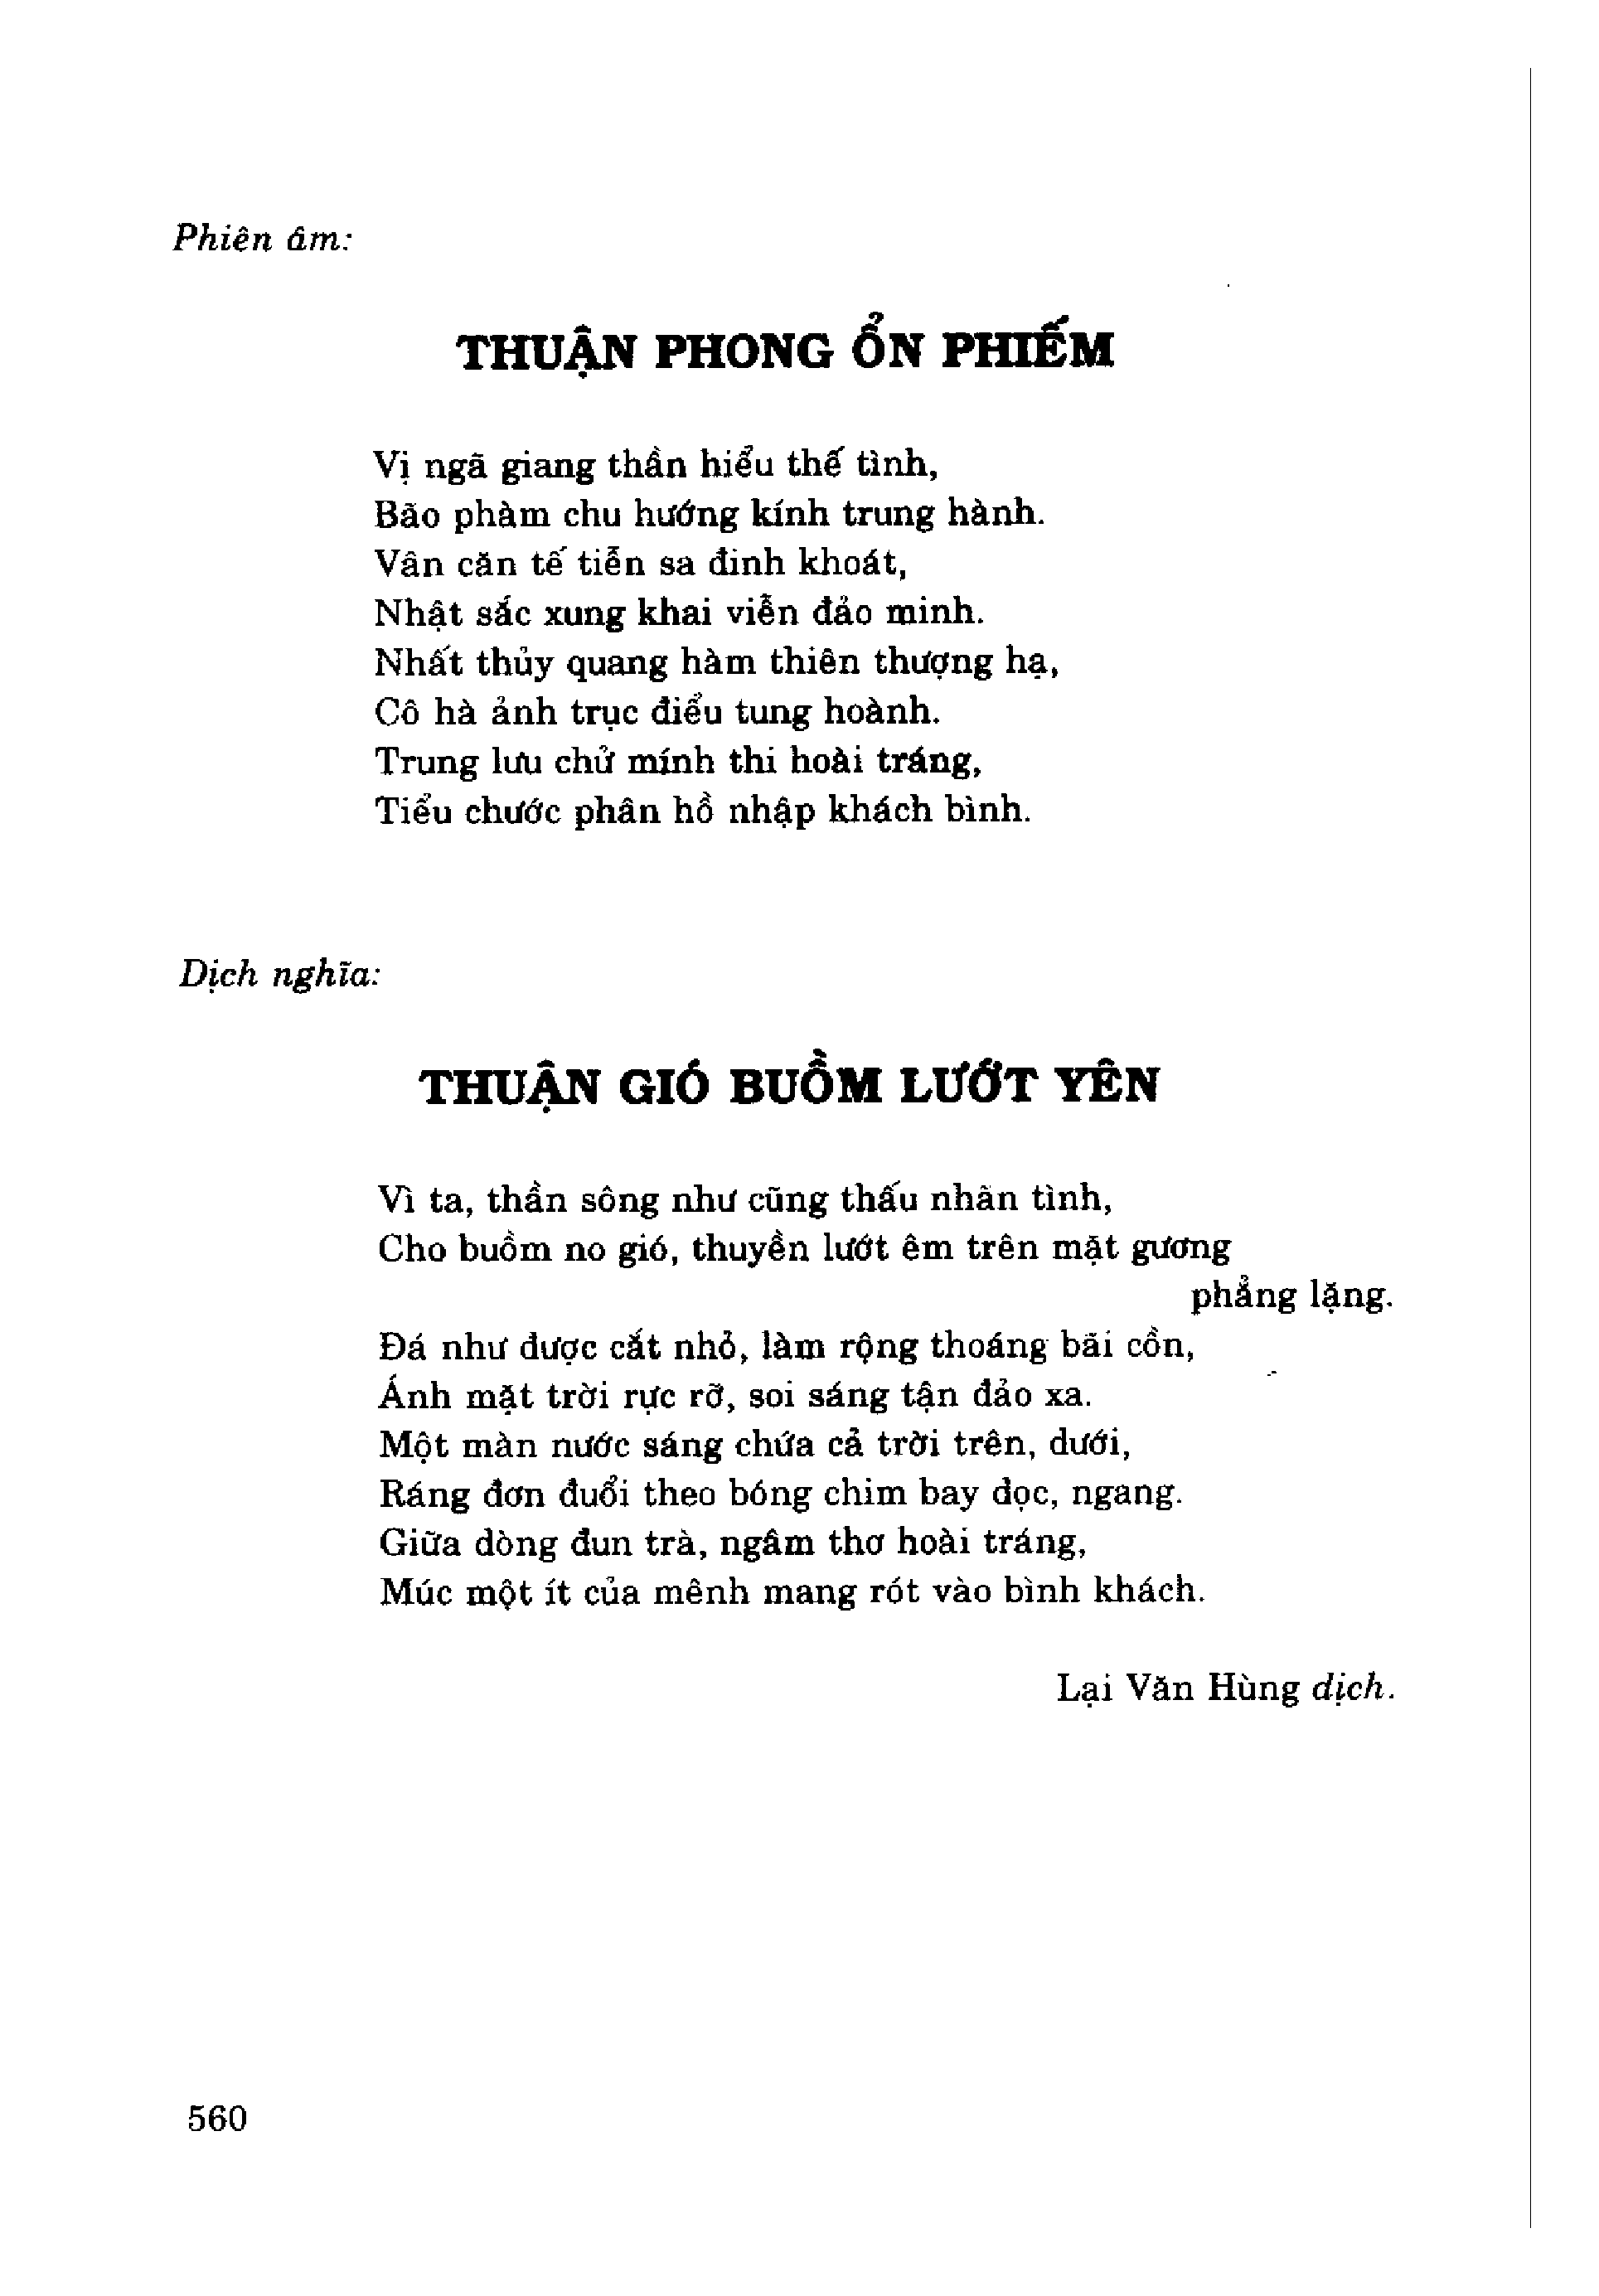 Phiên âm:
THUẬN PHONG ỔN PHIẾM
Vị ngã giang thần hiểu thế tình,
Bão phàm chu hướng kính trung hành.
Vân căn tế tiễn sa đinh khoát,
Nhật sắc xung khai viễn đảo minh.
Nhất thủy quang hàm thiên thượng hạ,
Cô hà ảnh trục điểu tung hoành.
Trung lưu chử mính thi hoài tráng,
Tiểu chước phân hồ nhập khách bình.
Dịch nghĩa:
THUẬN GIÓ BUỒM LƯỚT YÊN
Vì ta, thần sông như cũng thấu nhân tình,
Cho buồm no gió, thuyền lướt êm trên mặt gương
phẳng lặng.
Đá như được cắt nhỏ, làm rộng thoáng bãi cồn,
Ánh mặt trời rực rỡ, soi sáng tận đảo xa.
Một màn nước sáng chứa cả trời trên, dưới,
Ráng đơn đuổi theo bóng chim bay dọc, ngang.
Giữa dòng đun trà, ngâm thơ hoài tráng,
Múc một ít của mênh mang rót vào bình khách.
Lại Văn Hùng dịch.
560